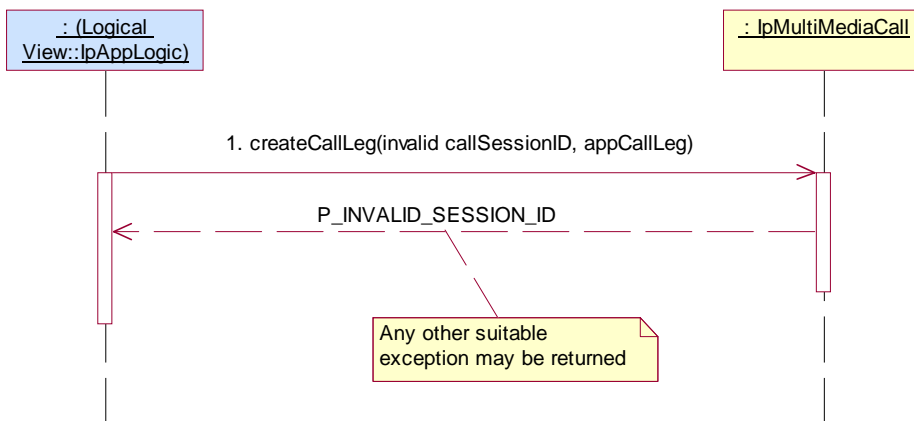 : (Logical
View::IpAppLogic)
: IpMultiMediaCall
1. createCallLeg(invalid callSessionID, appCallLeg)
P_INVALID_SESSION_ID
Any other suitable
exception may be returned